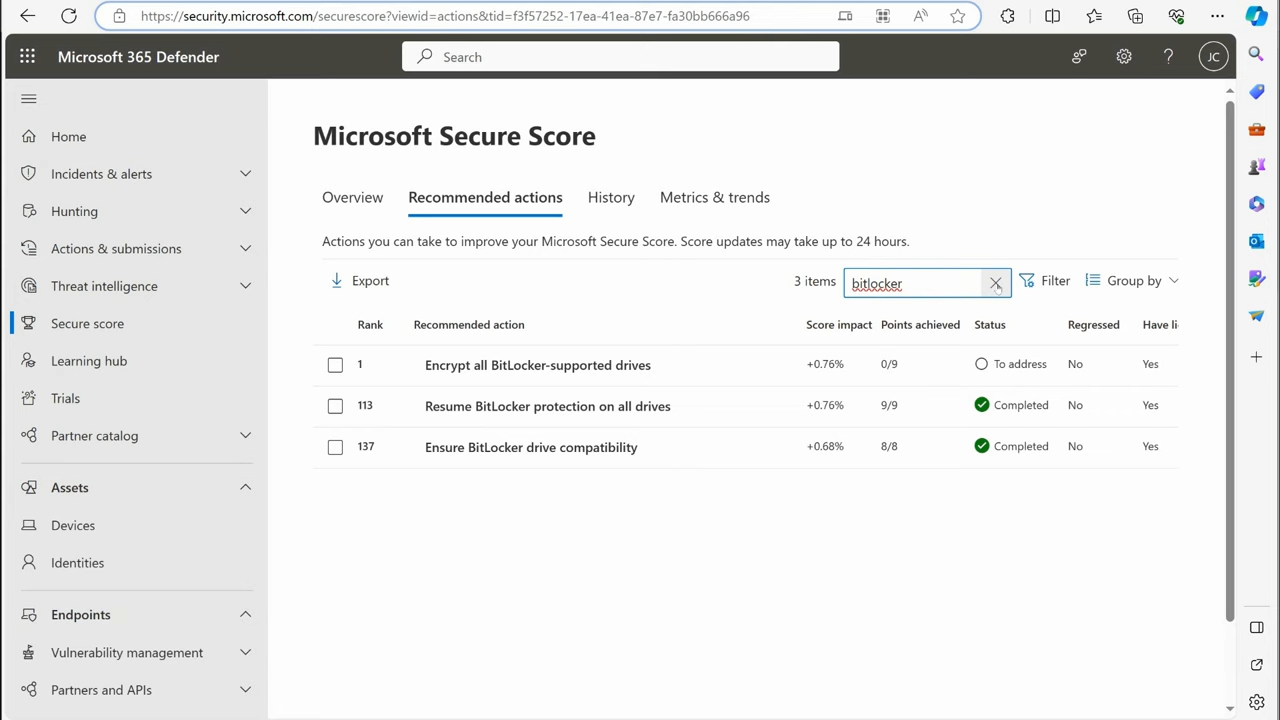 https://security.microsoft.com/securescore?viewid=actions&tid=f3f57252-17ea-41ea-87e7-fa30bb666a96
Microsoft 365 Defender
Search
JC
Home
Incidents & alerts
Hunting
Actions & submissions
Threat intelligence
Secure score
Learning hub
Trials
Partner catalog
Assets
Devices
Identities
Endpoints
Vulnerability management
Partners and APIs
Microsoft Secure Score
Overview Recommended actions History Metrics & trends
Actions you can take to improve your Microsoft Secure Score. Score updates may take up to 24 hours.
Export 3 items bitlocker Filter Group by
Rank Recommended action Score impact Points achieved Status Regressed Have li
1 Encrypt all BitLocker-supported drives +0.76% 0/9 To address No Yes
113 Resume BitLocker protection on all drives +0.76% 9/9 Completed No Yes
137 Ensure BitLocker drive compatibility +0.68% 8/8 Completed No Yes